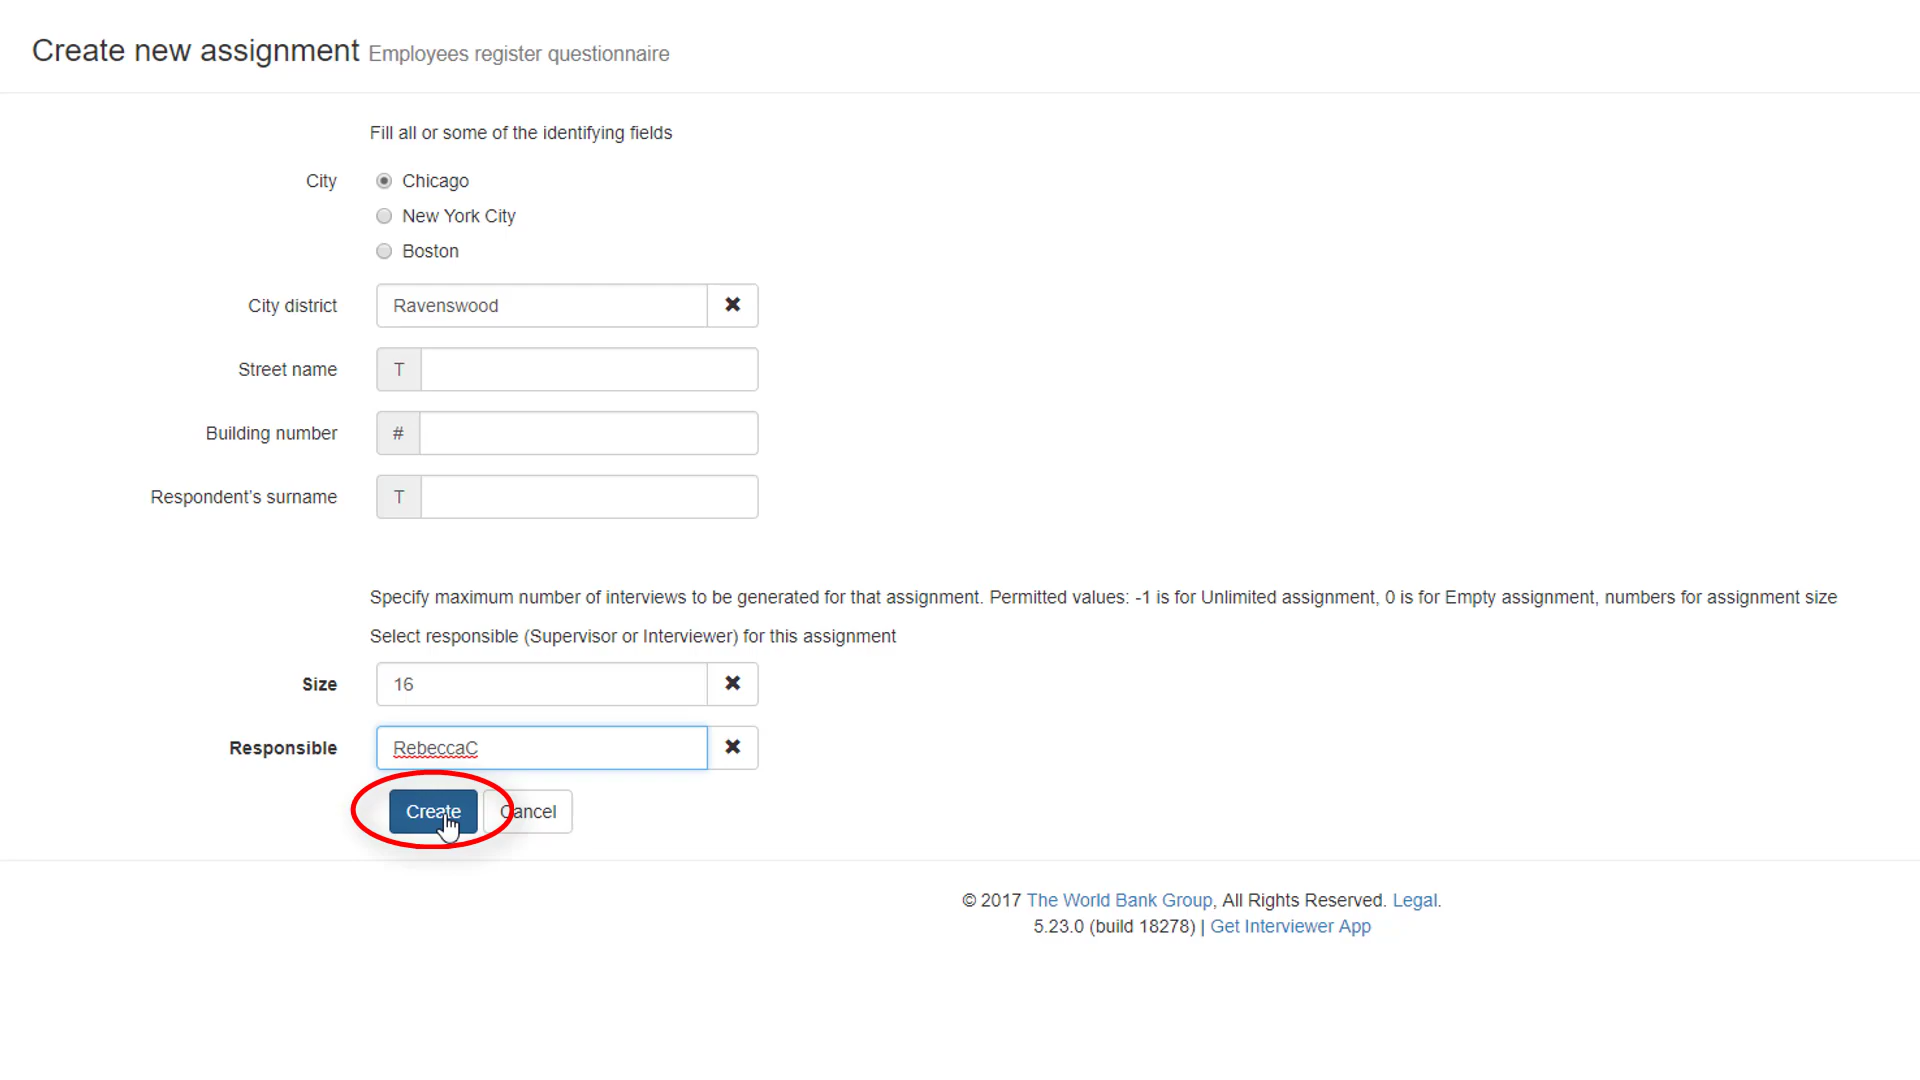 Create new assignment Employees register questionnaire
Fill all or some of the identifying fields
City
Chicago
New York City
Boston
City district
Ravenswood
Street name
T
Building number
#
Respondent's surname
T
Specify maximum number of interviews to be generated for that assignment. Permitted values: -1 is for Unlimited assignment, 0 is for Empty assignment, numbers for assignment size
Select responsible (Supervisor or Interviewer) for this assignment
Size
16
Responsible
RebeccaC
Create
Cancel
© 2017 The World Bank Group, All Rights Reserved. Legal.
5.23.0 (build 18278) | Get Interviewer App